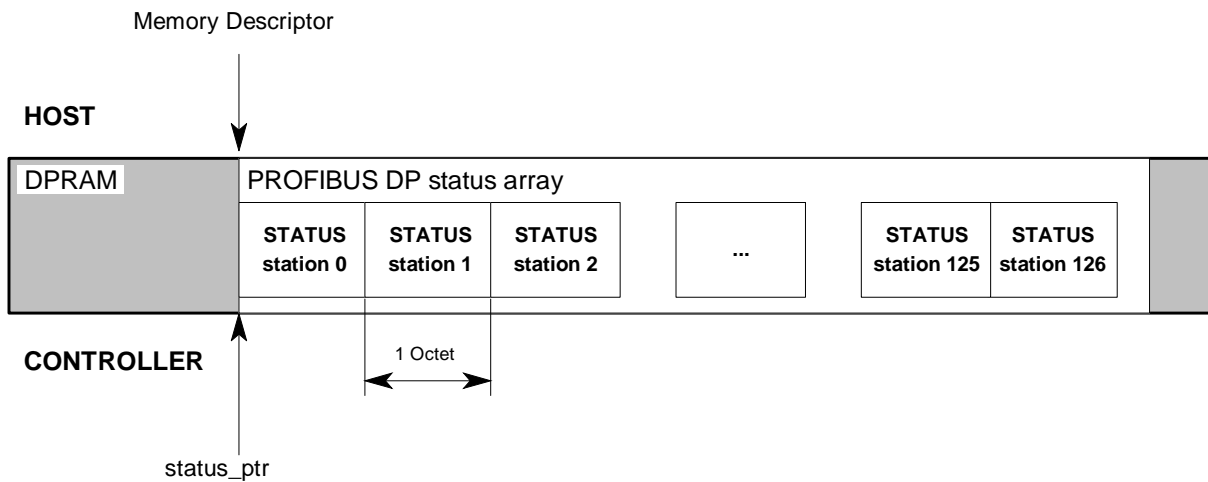 Memory Descriptor
HOST
DPRAM
PROFIBUS DP status array
STATUS
station 0
STATUS
station 1
STATUS
station 2
...
STATUS
station 125
STATUS
station 126
CONTROLLER
1 Octet
status_ptr